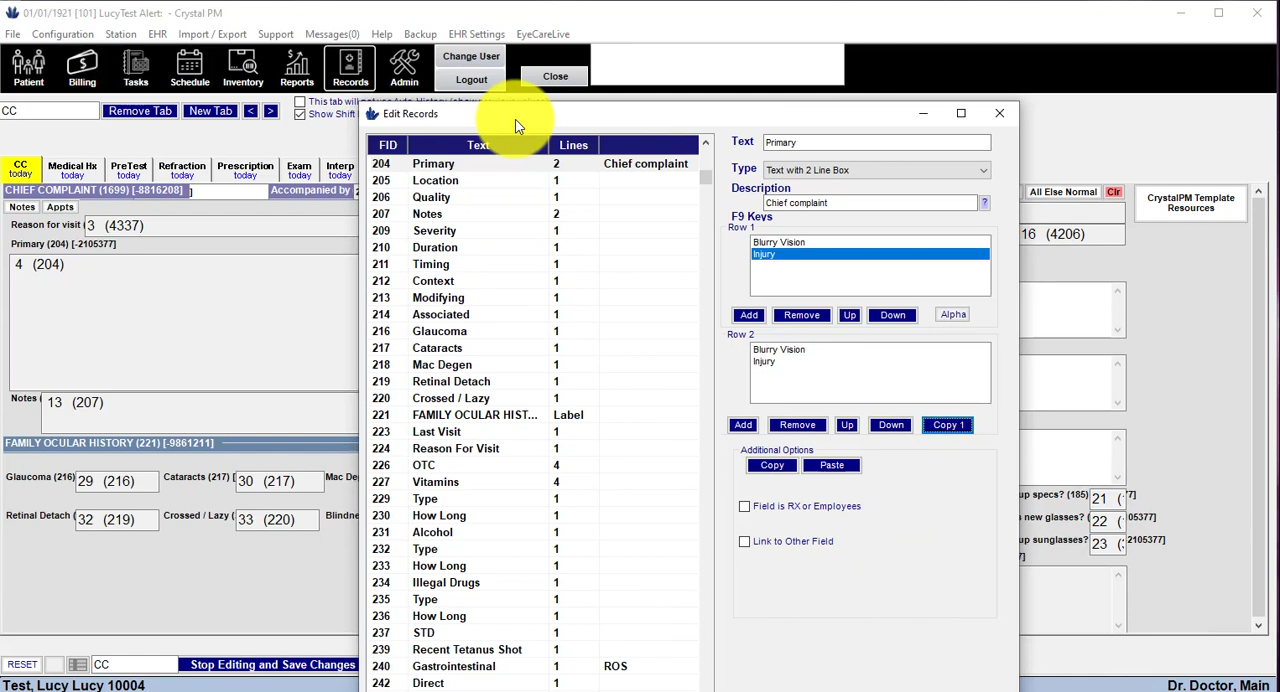 01/01/1921 [101] LucyTest Alert: - Crystal PM
File Configuration Station EHR Import / Export Support Messages(0) Help Backup EHR Settings EyeCareLive
Patient Billing Tasks Schedule Inventory Reports Records Admin
Change User
Logout
Close
CC
Remove Tab New Tab < >
Show Shift
CC today
Medical Hx today
PreTest today
Refraction today
Prescription today
Exam today
Interp today
CHIEF COMPLAINT (1699) [-8816208] ]
Accompanied by
Notes Appts
Reason for visit ( 3 (4337)
Primary (204) [-2105377]
4 (204)
Notes ( 13 (207)
FAMILY OCULAR HISTORY (221) [-9861211]
Glaucoma (216) 29 (216) Cataracts (217) [ 30 (217) Mac De
Retinal Detach ( 32 (219) Crossed / Lazy (. 33 (220) Blindne
RESET CC Stop Editing and Save Changes
Test, Lucy Lucy 10004
Edit Records
FID Text Lines
204 Primary 2 Chief complaint
205 Location 1
206 Quality 1
207 Notes 2
209 Severity 1
210 Duration 1
211 Timing 1
212 Context 1
213 Modifying 1
214 Associated 1
216 Glaucoma 1
217 Cataracts 1
218 Mac Degen 1
219 Retinal Detach 1
220 Crossed / Lazy 1
221 FAMILY OCULAR HIST... Label
223 Last Visit 1
224 Reason For Visit 1
226 OTC 4
227 Vitamins 4
229 Type 1
230 How Long 1
231 Alcohol 1
232 Type 1
233 How Long 1
234 Illegal Drugs 1
235 Type 1
236 How Long 1
237 STD 1
239 Recent Tetanus Shot 1
240 Gastrointestinal 1 ROS
242 Direct 1
Text Primary
Type Text with 2 Line Box
Description
Chief complaint ?
F9 Keys
Row 1
Blurry Vision
Injury
Add Remove Up Down Alpha
Row 2
Blurry Vision
Injury
Add Remove Up Down Copy 1
Additional Options
Copy Paste
Field is RX or Employees
Link to Other Field
All Else Normal Clr
CrystalPM Template
Resources
16 (4206)
up specs? (185) 21 (
s new glasses? 22 ( 05377]
up sunglasses? 23 (: 2105377]
Dr. Doctor, Main